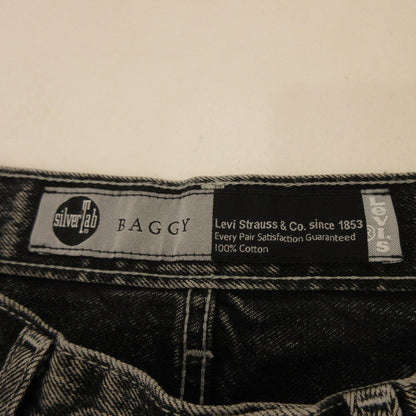 silverTab
BAGGY
Levi Strauss & Co. since 1853
Every Pair Satisfaction Guaranteed
100% Cotton
LEVI'S
®